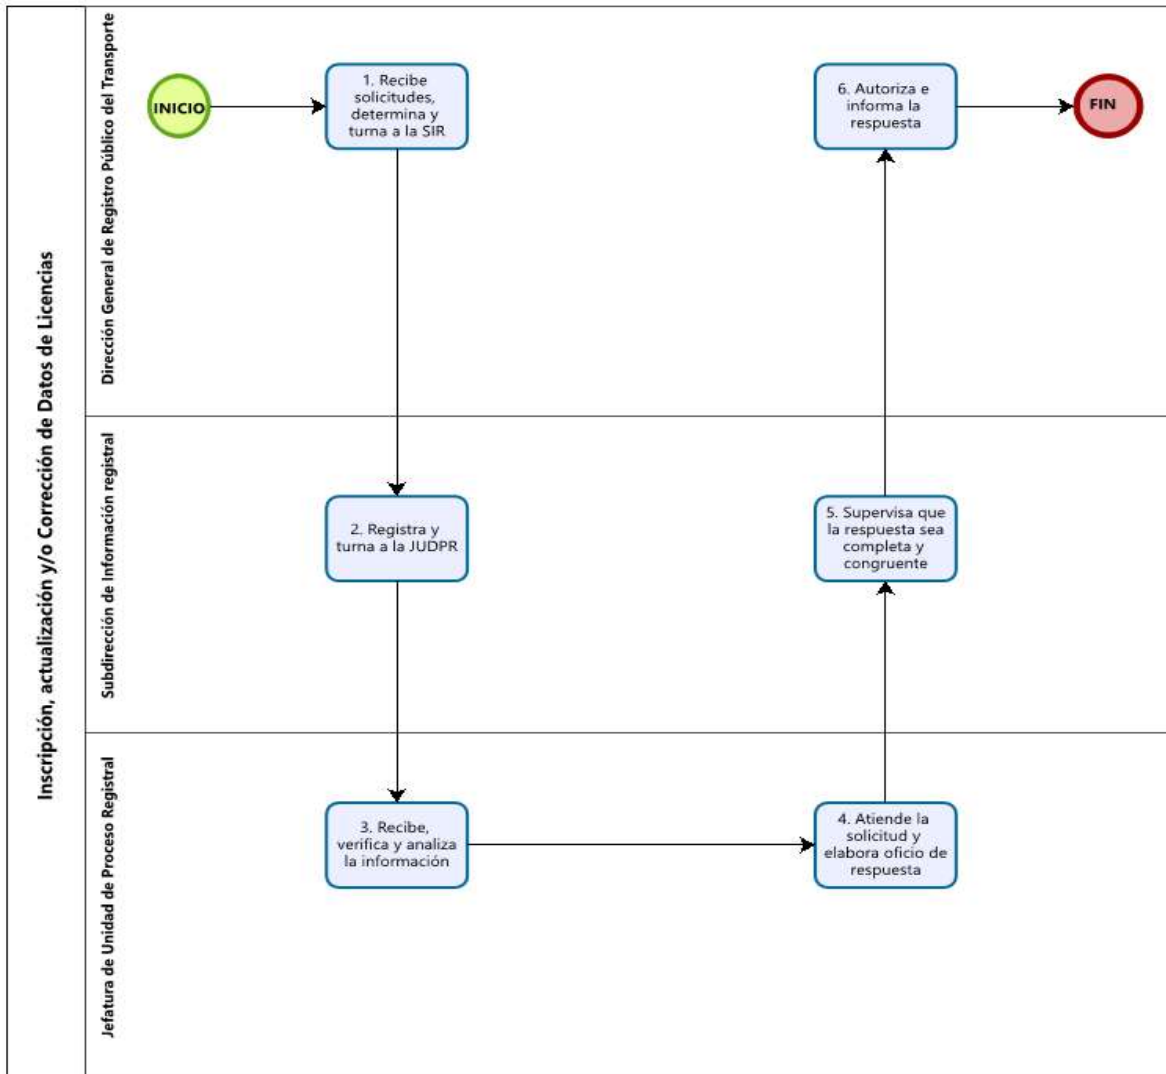 Inscripción, actualización y/o Corrección de Datos de Licencias
Dirección General de Registro Público del Transporte
INICIO
1. Recibe
solicitudes,
determina y
turna a la SIR
6. Autoriza e
informa la
respuesta
FIN
Subdirección de Información registral
2. Registra y
turna a la JUDPR
5. Supervisa que
la respuesta sea
completa y
congruente
Jefatura de Unidad de Proceso Registral
3. Recibe,
verifica y analiza
la información
4. Atiende la
solicitud y
elabora oficio de
respuesta